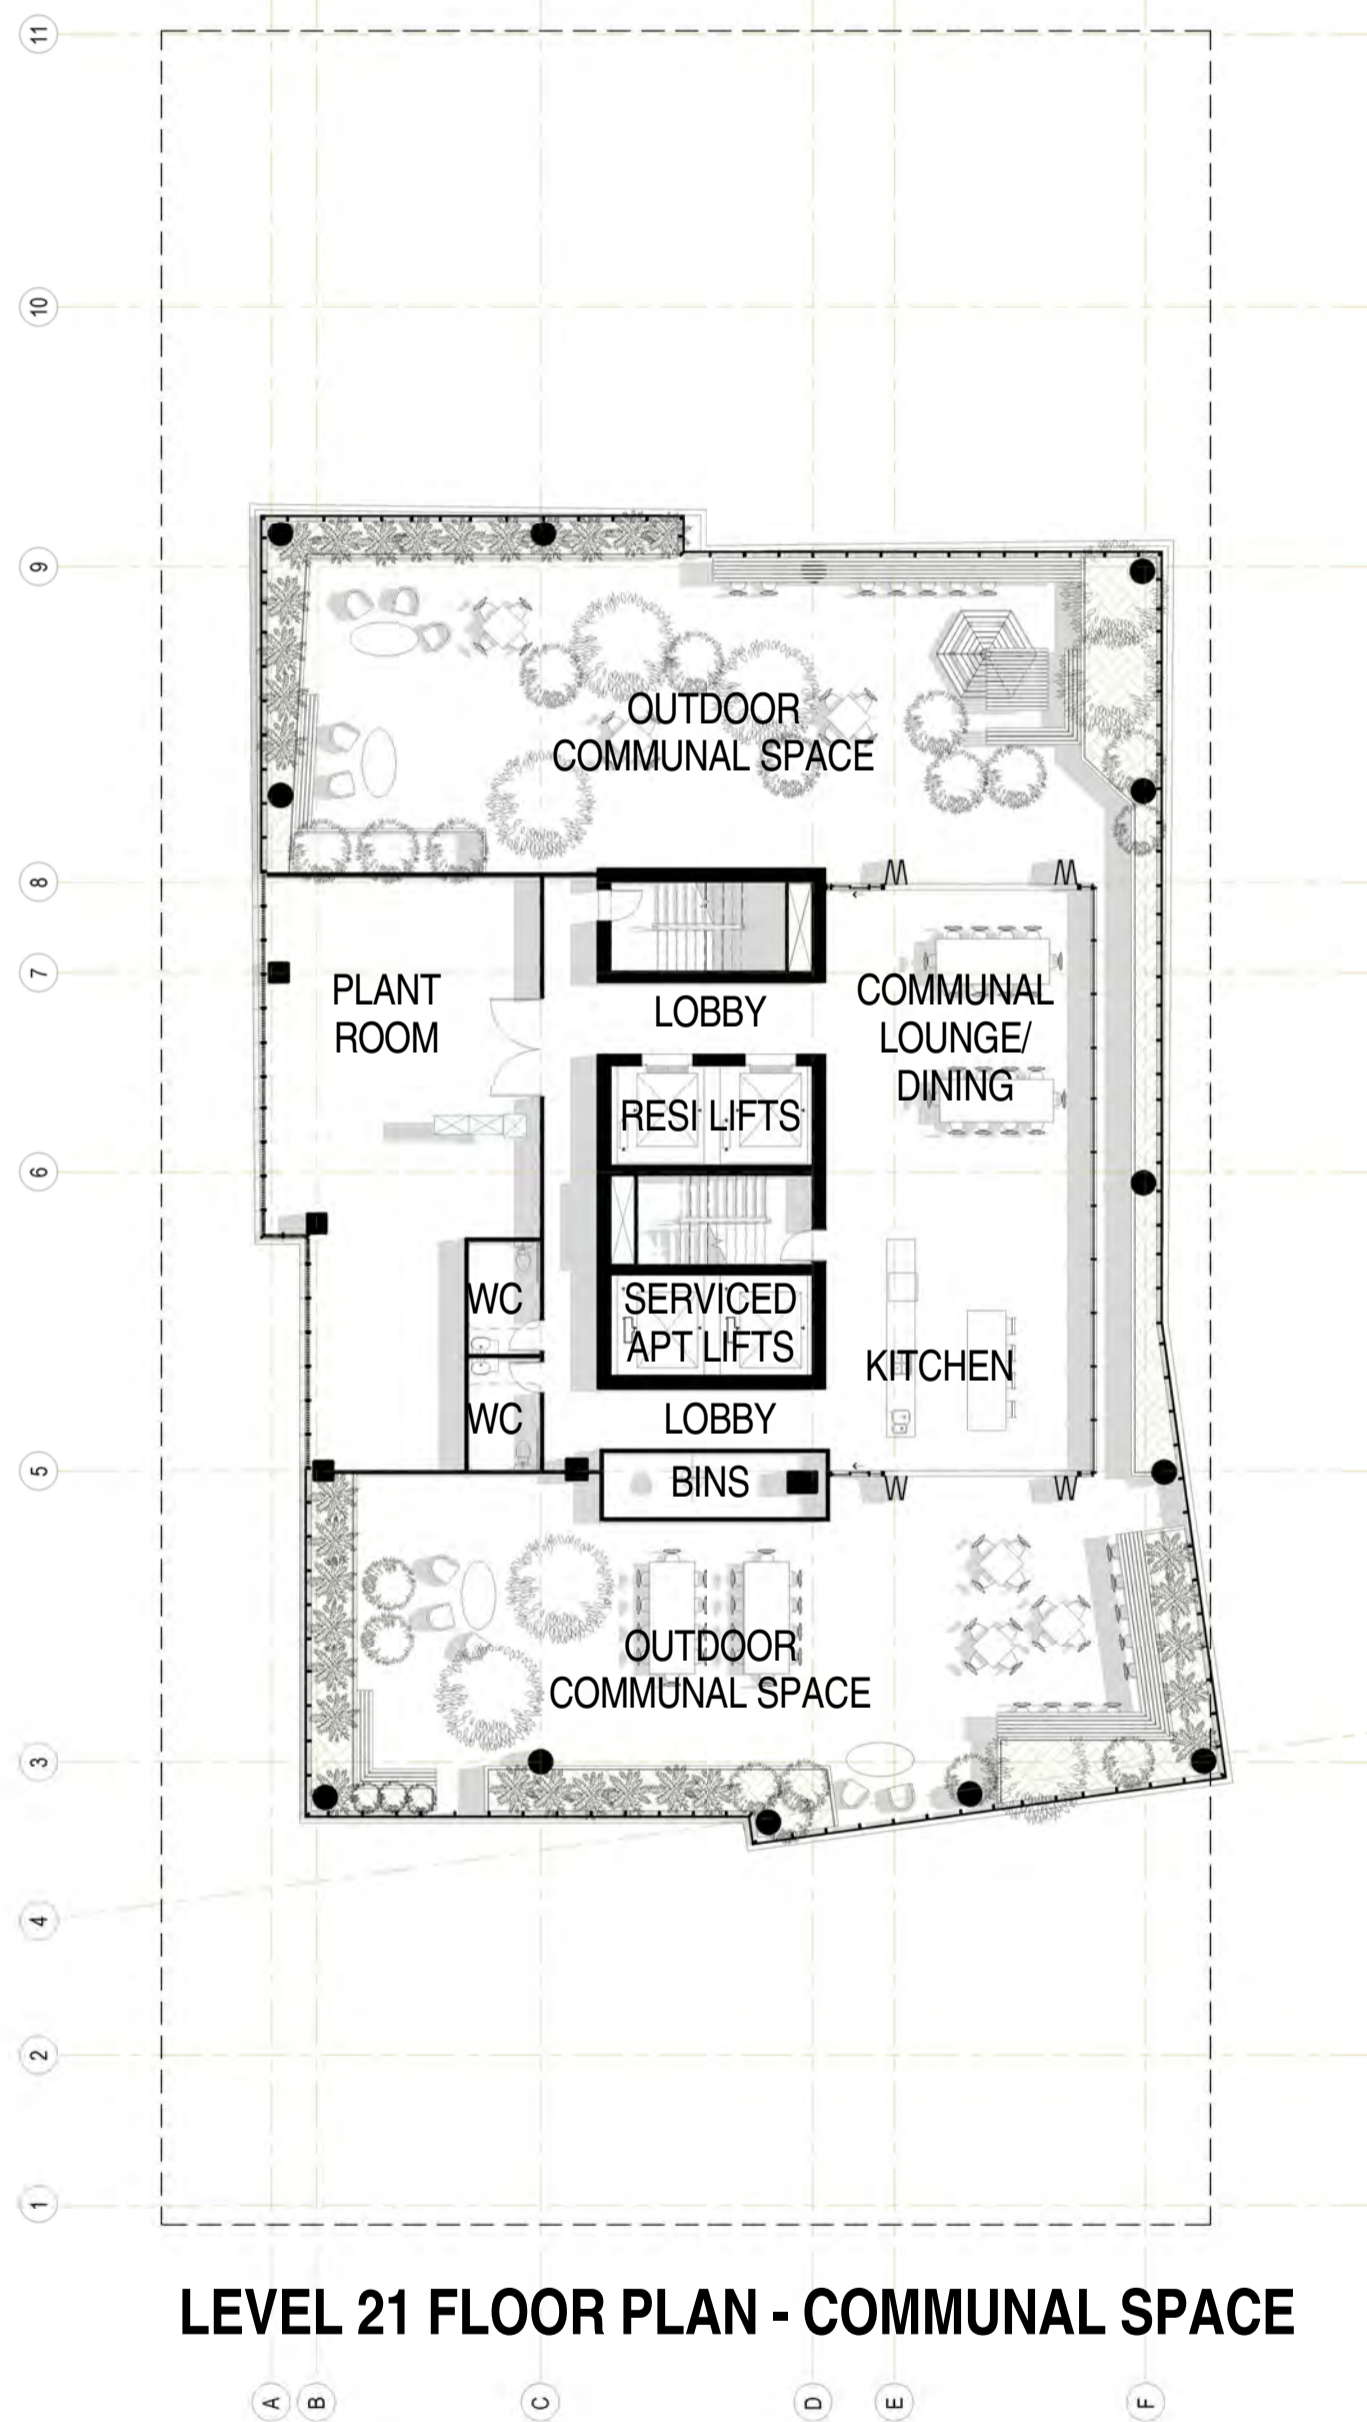 11
10
9
OUTDOOR
COMMUNAL SPACE
8
7
PLANT
ROOM
LOBBY
COMMUNAL
LOUNGE/
DINING
RESI LIFTS
6
WC
SERVICED
APT LIFTS
KITCHEN
WC
LOBBY
5
BINS
OUTDOOR
COMMUNAL SPACE
3
4
2
1
LEVEL 21 FLOOR PLAN - COMMUNAL SPACE
A B C D E F